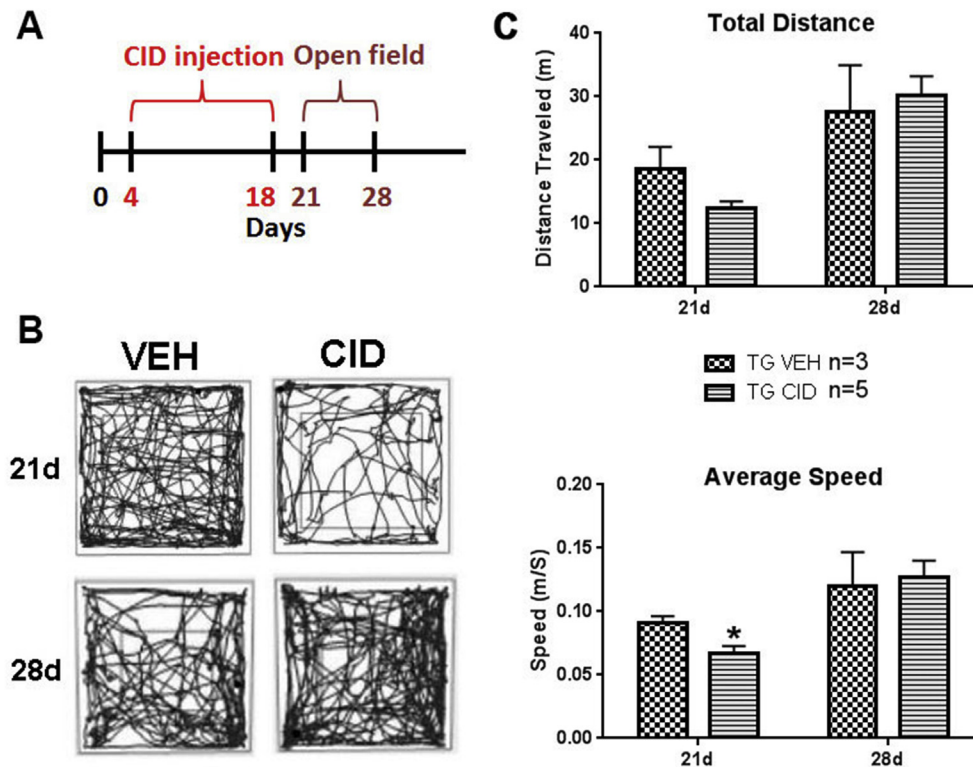 A
CID injection Open field
0 4 18 21 28
Days
B
VEH CID
21d
28d
C
Total Distance
Distance Traveled (m)
40
30
20
10
0
21d 28d
TG VEH n=3
TG CID n=5
Average Speed
Speed (m/S)
0.20
0.15
0.10
0.05
0.00
*
21d 28d